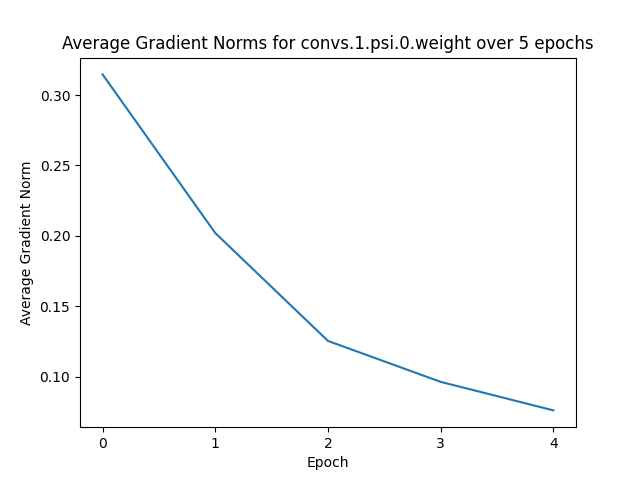 Average Gradient Norms for convs.1.psi.0.weight over 5 epochs
Average Gradient Norm
0.30
0.25
0.20
0.15
0.10
0 1 2 3 4
Epoch